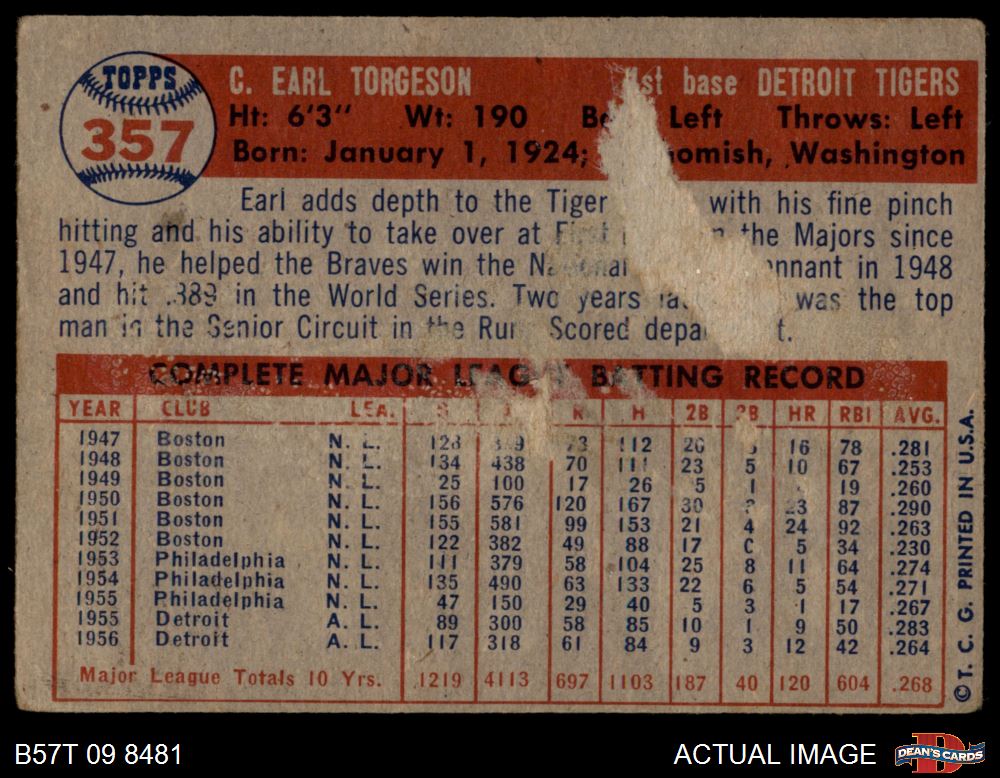 TOPPS
357
C. EARL TORGESON 1st base DETROIT TIGERS
Ht: 6'3" Wt: 190 Left Throws: Left
Born: January 1, 1924; Washington
Earl adds depth to the Tiger with his fine pinch
hitting and his ability to take over at First the Majors since
1947, he helped the Braves win the in 1948
and hit .389 in the World Series. Two years was the top
man in the Senior Circuit in the Runs Scored
COMPLETE MAJOR LEAGUE BATTING RECORD
YEAR CLUB LEA. R H 2B 3B HR RBI AVG.
1947 Boston N. L. 128 73 112 20 16 78 .281
1948 Boston N. L. 134 438 70 111 23 5 10 67 .253
1949 Boston N. L. 25 100 17 26 5 1 19 .260
1950 Boston N. L. 156 576 120 167 30 23 87 .290
1951 Boston N. L. 155 581 99 153 21 4 24 92 .263
1952 Boston N. L. 122 382 49 88 17 5 34 .230
1953 Philadelphia N. L. 111 379 58 104 25 8 11 64 .274
1954 Philadelphia N. L. 135 490 63 133 22 6 5 54 .271
1955 Philadelphia N. L. 47 150 29 40 5 3 1 17 .267
1955 Detroit A. L. 89 300 58 85 10 1 9 50 .283
1956 Detroit A. L. 117 318 61 84 9 3 12 42 .264
Major League Totals 10 Yrs. 1219 4113 697 1103 187 40 120 604 .268
© T. C. G. PRINTED IN U.S.A.
B57T 09 8481
ACTUAL IMAGE
DEAN'S CARDS